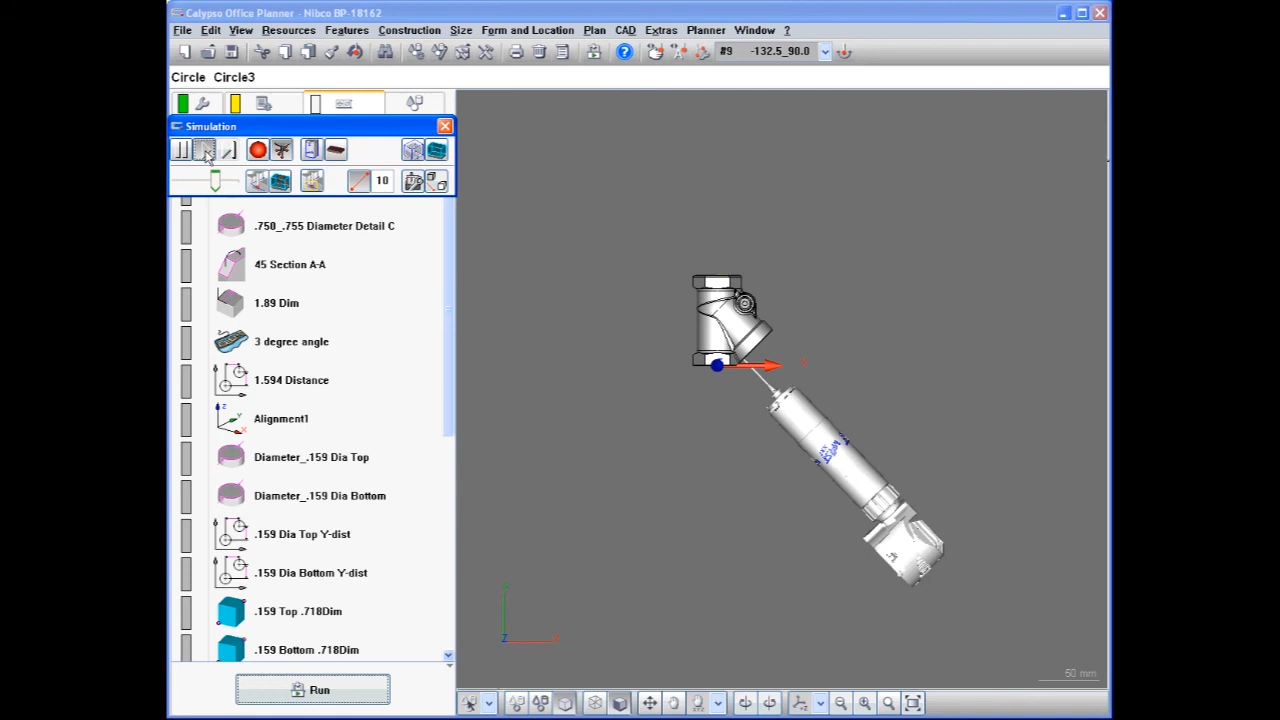 Calypso Office Planner - Nibco BP-18162
File Edit View Resources Features Construction Size Form and Location Plan CAD Extras Planner Window ?
#9 -132.5_90.0
Circle Circle3
Simulation
10
.750_.755 Diameter Detail C
45 Section A-A
1.89 Dim
3 degree angle
1.594 Distance
Alignment1
Diameter_.159 Dia Top
Diameter_.159 Dia Bottom
.159 Dia Top Y-dist
.159 Dia Bottom Y-dist
.159 Top .718Dim
.159 Bottom .718Dim
Run
X
Z
50 mm